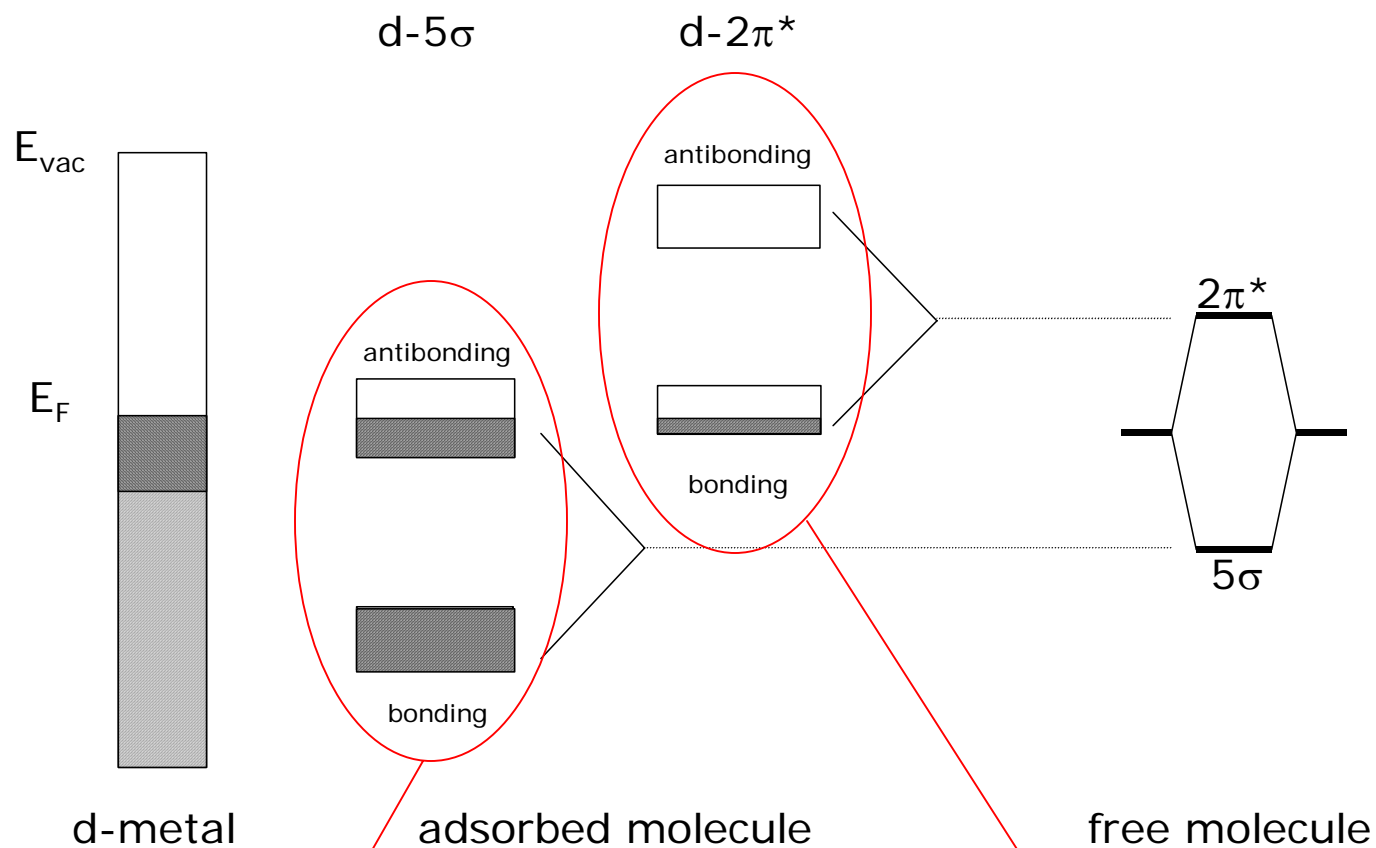 d-5σ d-2π*
E_vac
antibonding
2π*
antibonding
E_F
bonding
5σ
bonding
d-metal adsorbed molecule free molecule